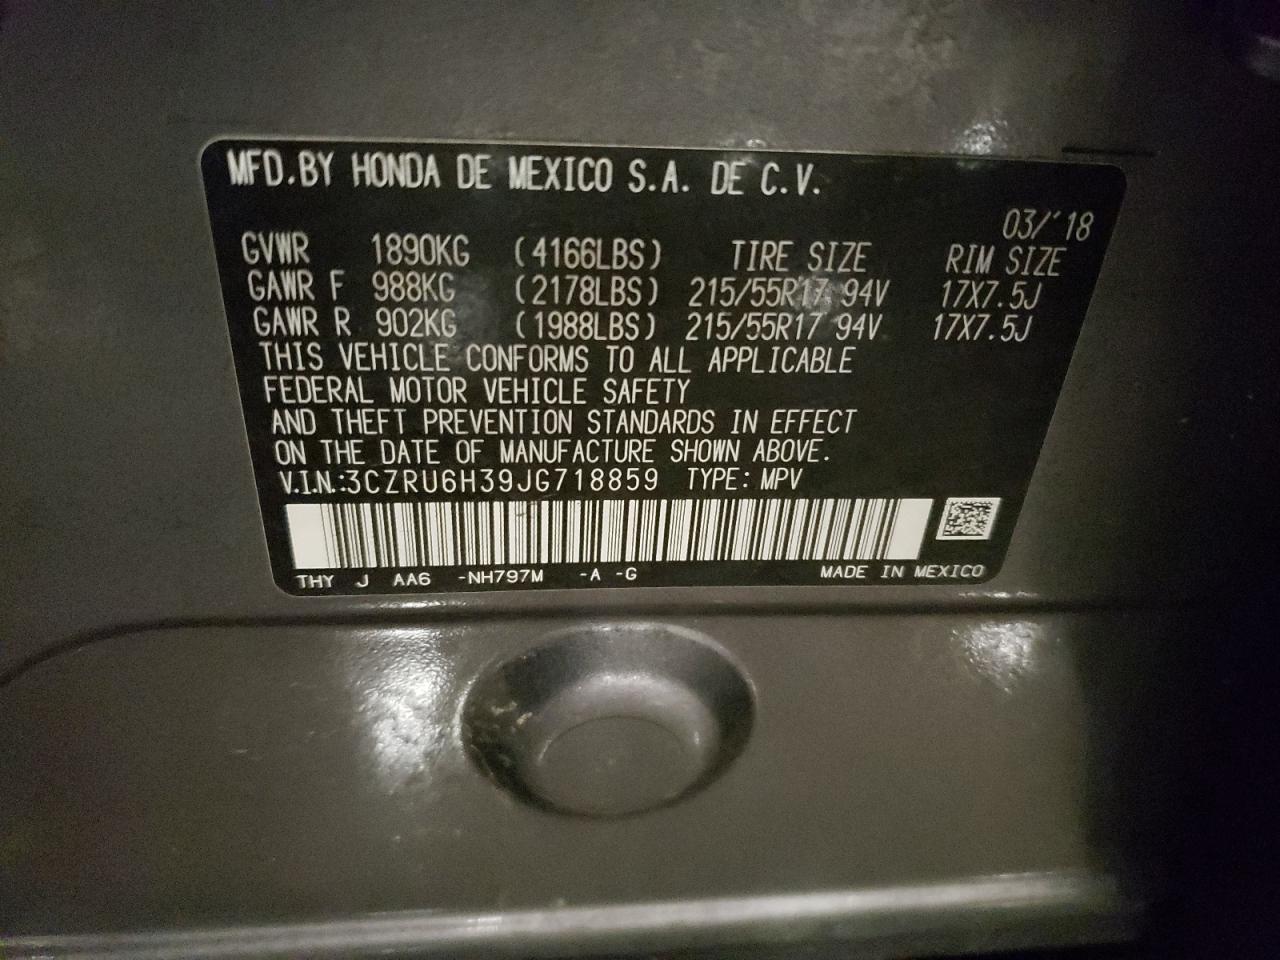 MFD.BY HONDA DE MEXICO S.A. DE C.V.
03/'18
GVWR 1890KG (4166LBS) TIRE SIZE RIM SIZE
GAWR F 988KG (2178LBS) 215/55R17 94V 17X7.5J
GAWR R 902KG (1988LBS) 215/55R17 94V 17X7.5J
THIS VEHICLE CONFORMS TO ALL APPLICABLE
FEDERAL MOTOR VEHICLE SAFETY
AND THEFT PREVENTION STANDARDS IN EFFECT
ON THE DATE OF MANUFACTURE SHOWN ABOVE.
V.I.N.:3CZRU6H39JG718859 TYPE: MPV
THY J AA6 -NH797M -A -G MADE IN MEXICO